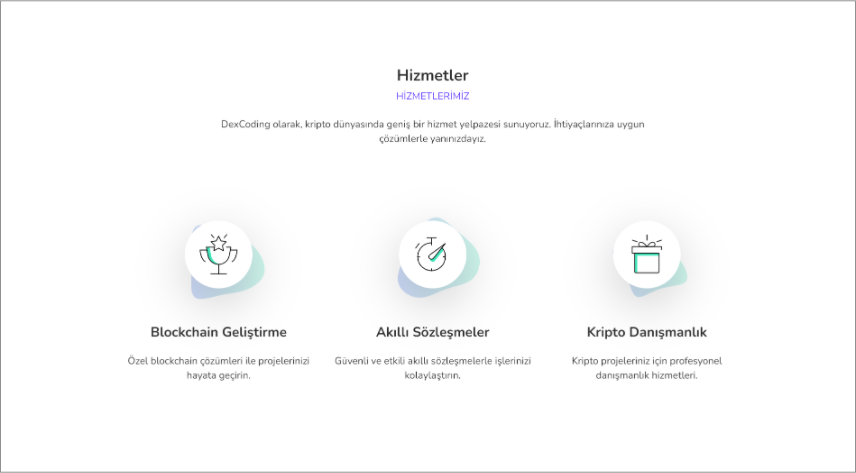 Hizmetler
HİZMETLERİMİZ
DexCoding olarak, kripto dünyasında geniş bir hizmet yelpazesi sunuyoruz. İhtiyaçlarınıza uygun
çözümlerle yanınızdayız.
Blockchain Geliştirme
Özel blockchain çözümleri ile projelerinizi
hayata geçirin.
Akıllı Sözleşmeler
Güvenli ve etkili akıllı sözleşmelerle işlerinizi
kolaylaştırın.
Kripto Danışmanlık
Kripto projeleriniz için profesyonel
danışmanlık hizmetleri.